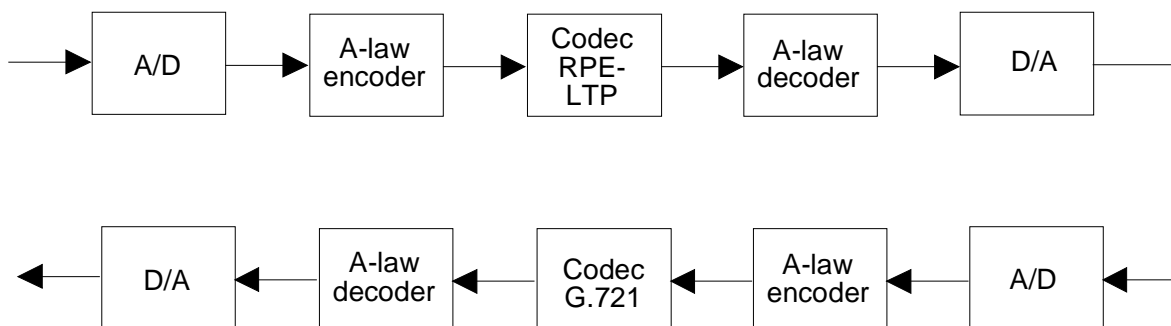 A/D
A-law
encoder
Codec
RPE-
LTP
A-law
decoder
D/A
D/A
A-law
decoder
Codec
G.721
A-law
encoder
A/D